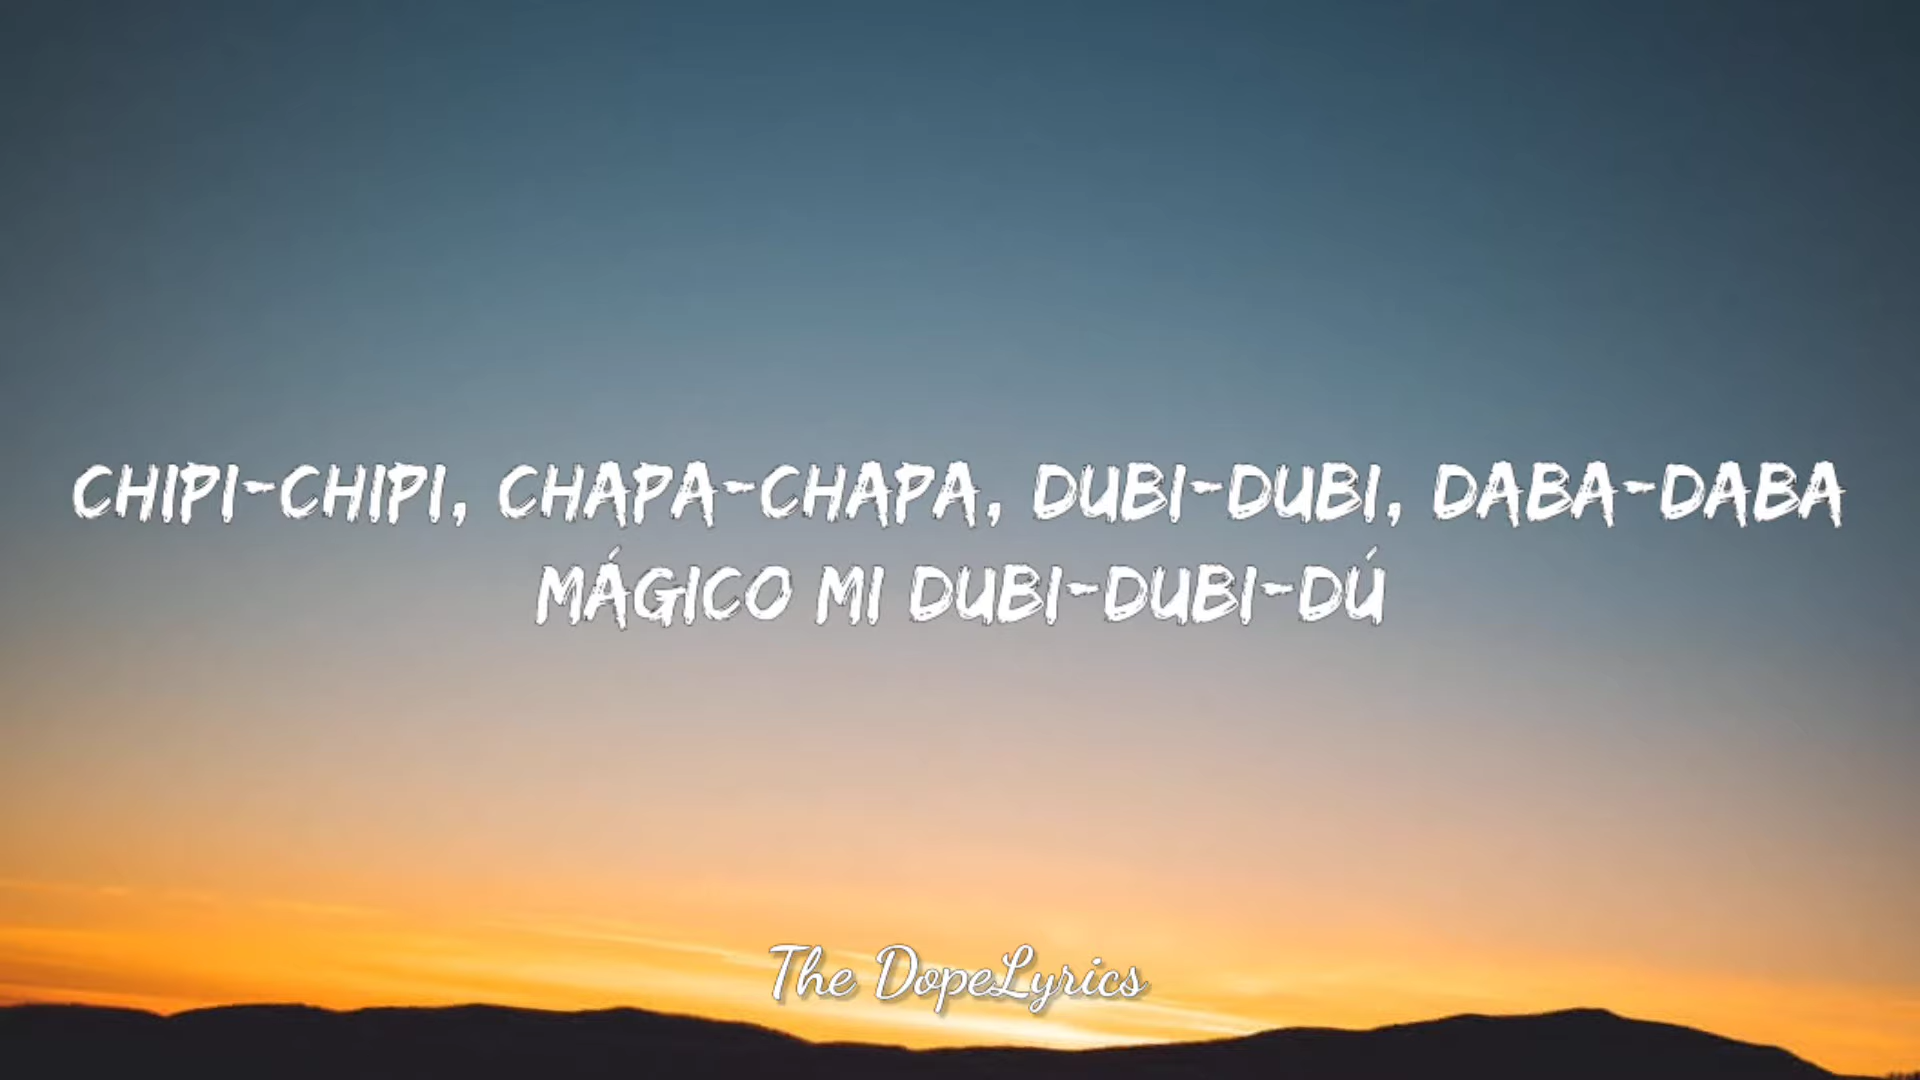 CHIPI-CHIPI, CHAPA-CHAPA, DUBI-DUBI, DABA-DABA
MÁGICO MI DUBI-DUBI-DÚ
The DopeLyrics